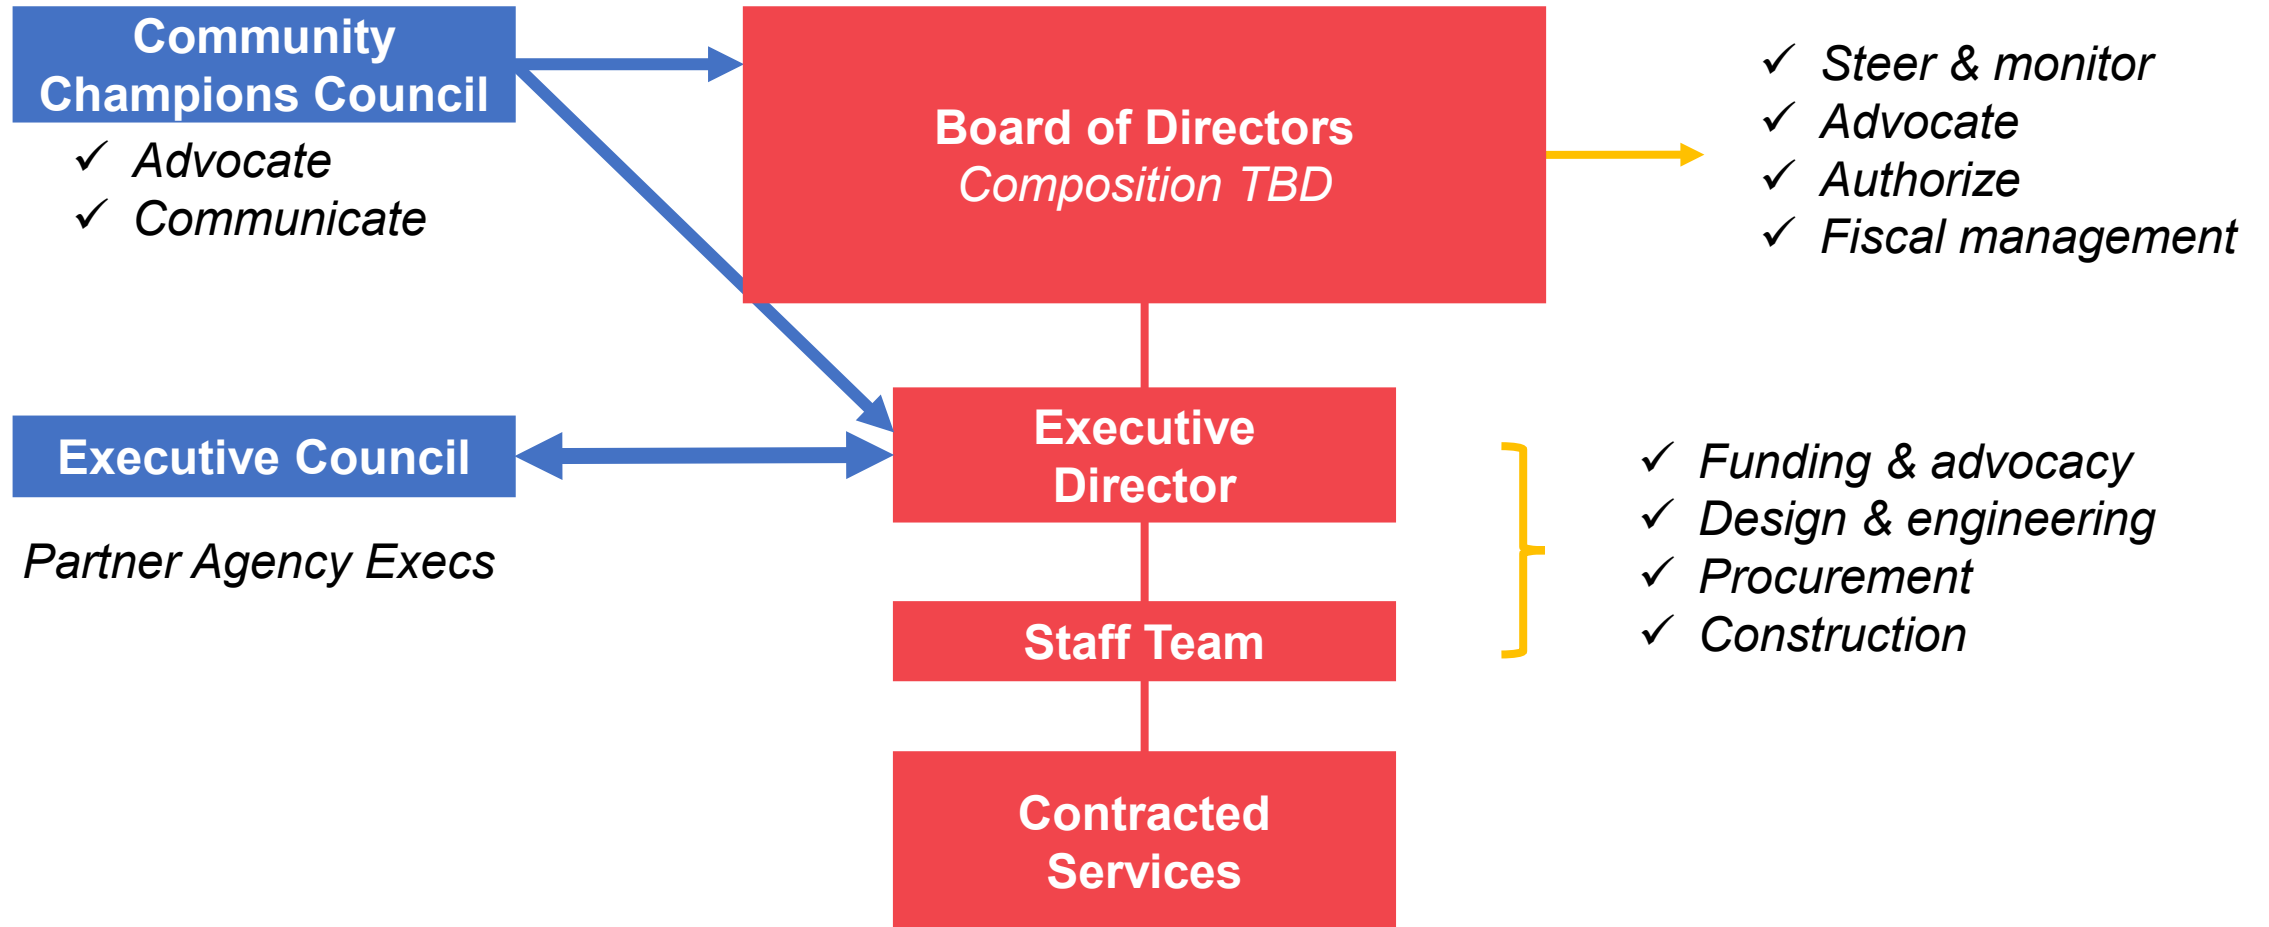 Community
Champions Council
✓ Advocate
✓ Communicate
Board of Directors
Composition TBD
✓ Steer & monitor
✓ Advocate
✓ Authorize
✓ Fiscal management
Executive Council
Partner Agency Execs
Executive
Director
✓ Funding & advocacy
✓ Design & engineering
✓ Procurement
✓ Construction
Staff Team
Contracted
Services